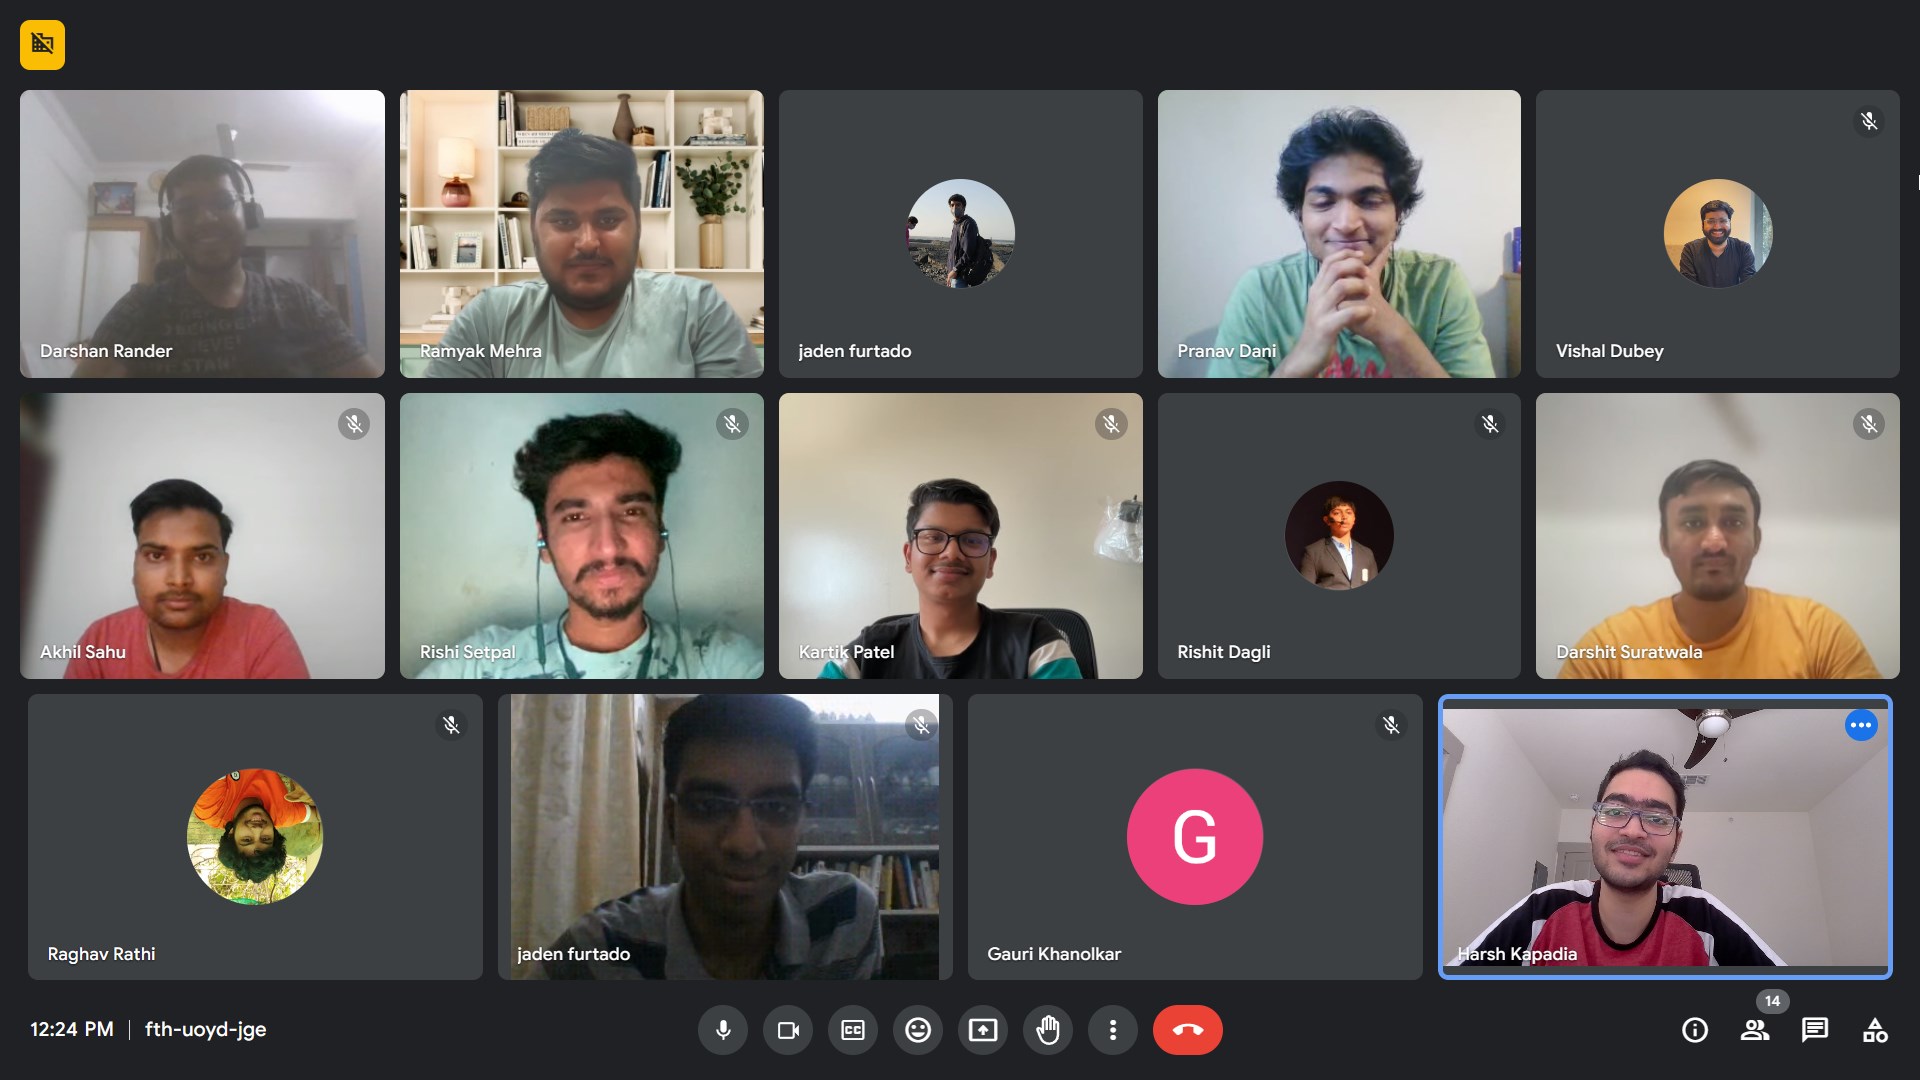 Darshan Rander
Ramyak Mehra
jaden furtado
Pranav Dani
Vishal Dubey
Akhil Sahu
Rishi Setpal
Kartik Patel
Rishit Dagli
Darshit Suratwala
Raghav Rathi
jaden furtado
G
Gauri Khanolkar
Harsh Kapadia
12:24 PM | fth-uoyd-jge
CC
14